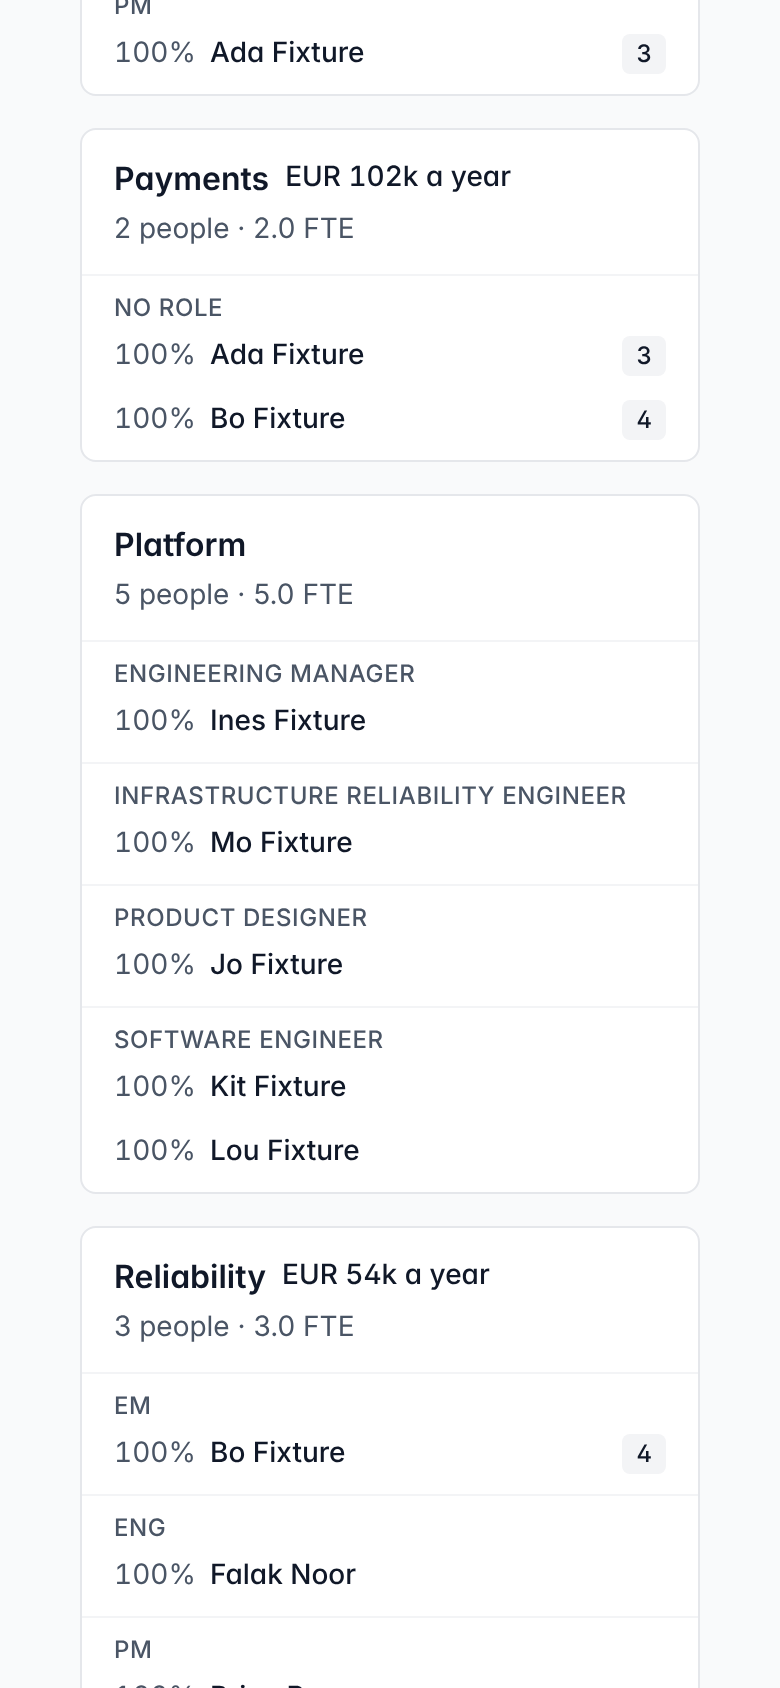 PM
100% Ada Fixture 3
Payments EUR 102k a year
2 people · 2.0 FTE
NO ROLE
100% Ada Fixture 3
100% Bo Fixture 4
Platform
5 people · 5.0 FTE
ENGINEERING MANAGER
100% Ines Fixture
INFRASTRUCTURE RELIABILITY ENGINEER
100% Mo Fixture
PRODUCT DESIGNER
100% Jo Fixture
SOFTWARE ENGINEER
100% Kit Fixture
100% Lou Fixture
Reliability EUR 54k a year
3 people · 3.0 FTE
EM
100% Bo Fixture 4
ENG
100% Falak Noor
PM